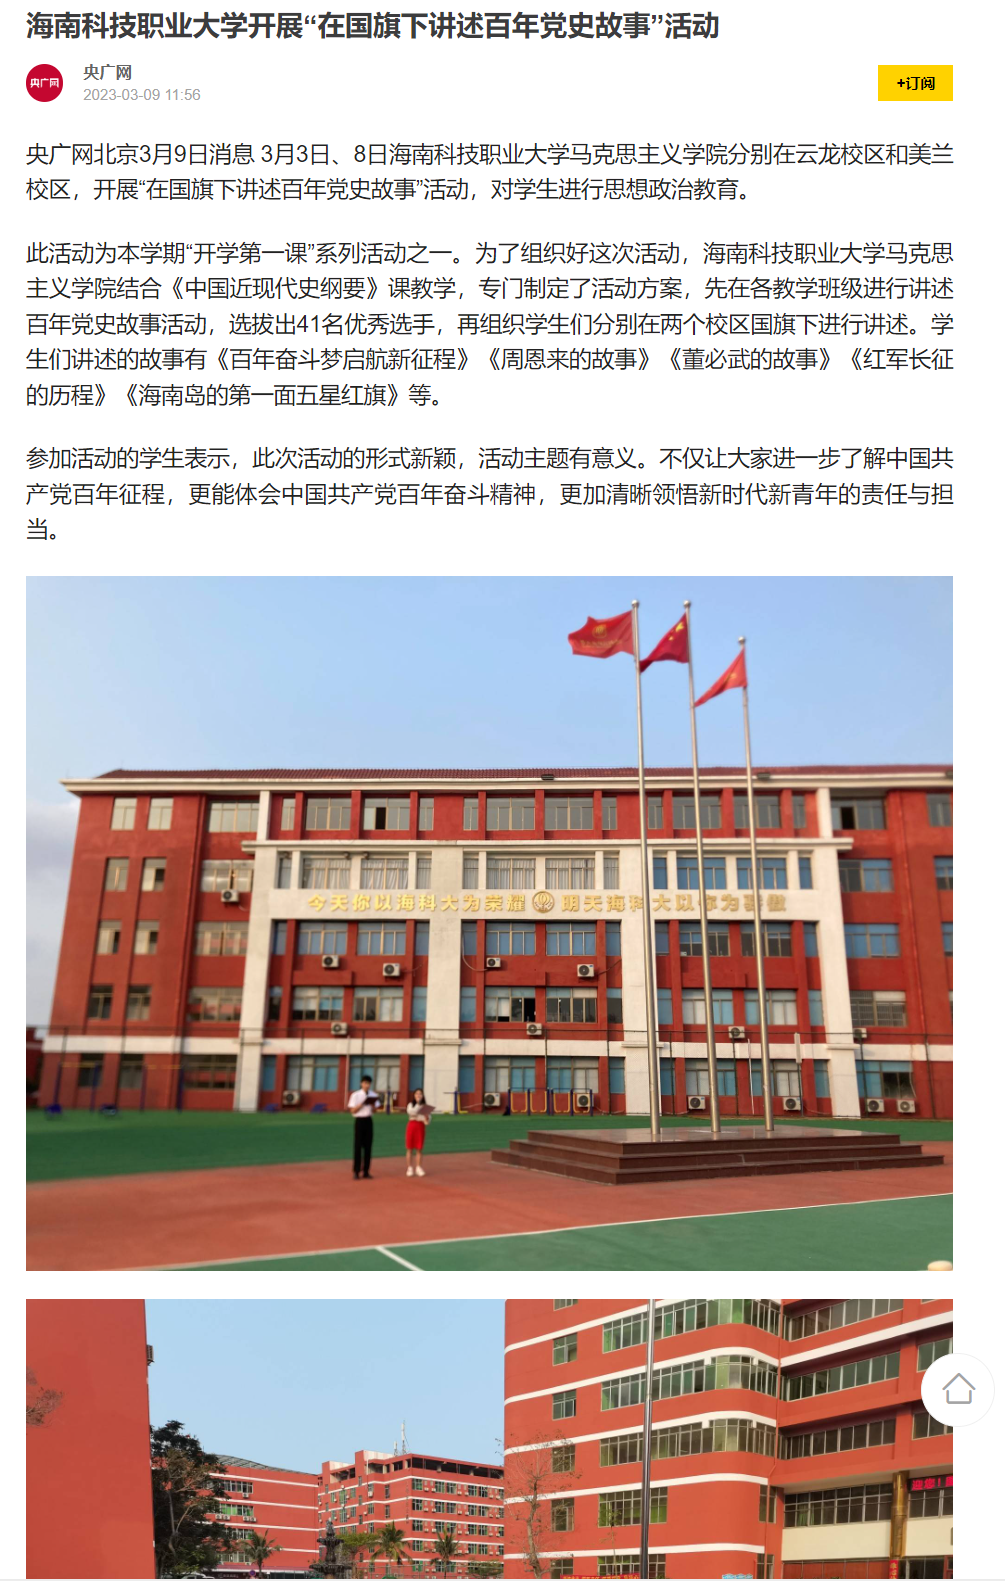 海南科技职业大学开展“在国旗下讲述百年党史故事”活动
央广网
央广网
2023-03-09 11:56
+订阅
央广网北京3月9日消息 3月3日、8日海南科技职业大学马克思主义学院分别在云龙校区和美兰
校区，开展“在国旗下讲述百年党史故事”活动，对学生进行思想政治教育。
此活动为本学期“开学第一课”系列活动之一。为了组织好这次活动，海南科技职业大学马克思
主义学院结合《中国近现代史纲要》课教学，专门制定了活动方案，先在各教学班级进行讲述
百年党史故事活动，选拔出41名优秀选手，再组织学生们分别在两个校区国旗下进行讲述。学
生们讲述的故事有《百年奋斗梦启航新征程》《周恩来的故事》《董必武的故事》《红军长征
的历程》《海南岛的第一面五星红旗》等。
参加活动的学生表示，此次活动的形式新颖，活动主题有意义。不仅让大家进一步了解中国共
产党百年征程，更能体会中国共产党百年奋斗精神，更加清晰领悟新时代新青年的责任与担
当。
今天你以海科大为荣耀 明天海科大以你为骄傲
迎您！